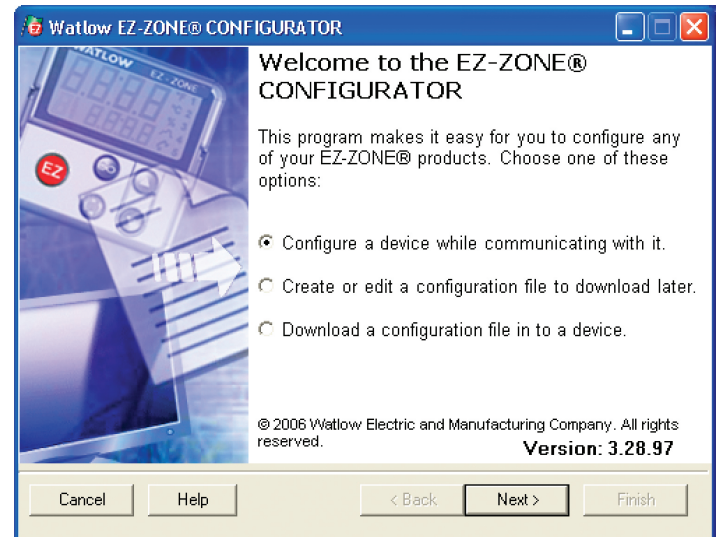 Watlow EZ-ZONE® CONFIGURATOR
WATLOW
EZ-ZONE
EZ
Welcome to the EZ-ZONE®
CONFIGURATOR
This program makes it easy for you to configure any
of your EZ-ZONE® products. Choose one of these
options:
Configure a device while communicating with it.
Create or edit a configuration file to download later.
Download a configuration file in to a device.
© 2006 Watlow Electric and Manufacturing Company. All rights
reserved.
Version: 3.28.97
Cancel
Help
< Back
Next >
Finish